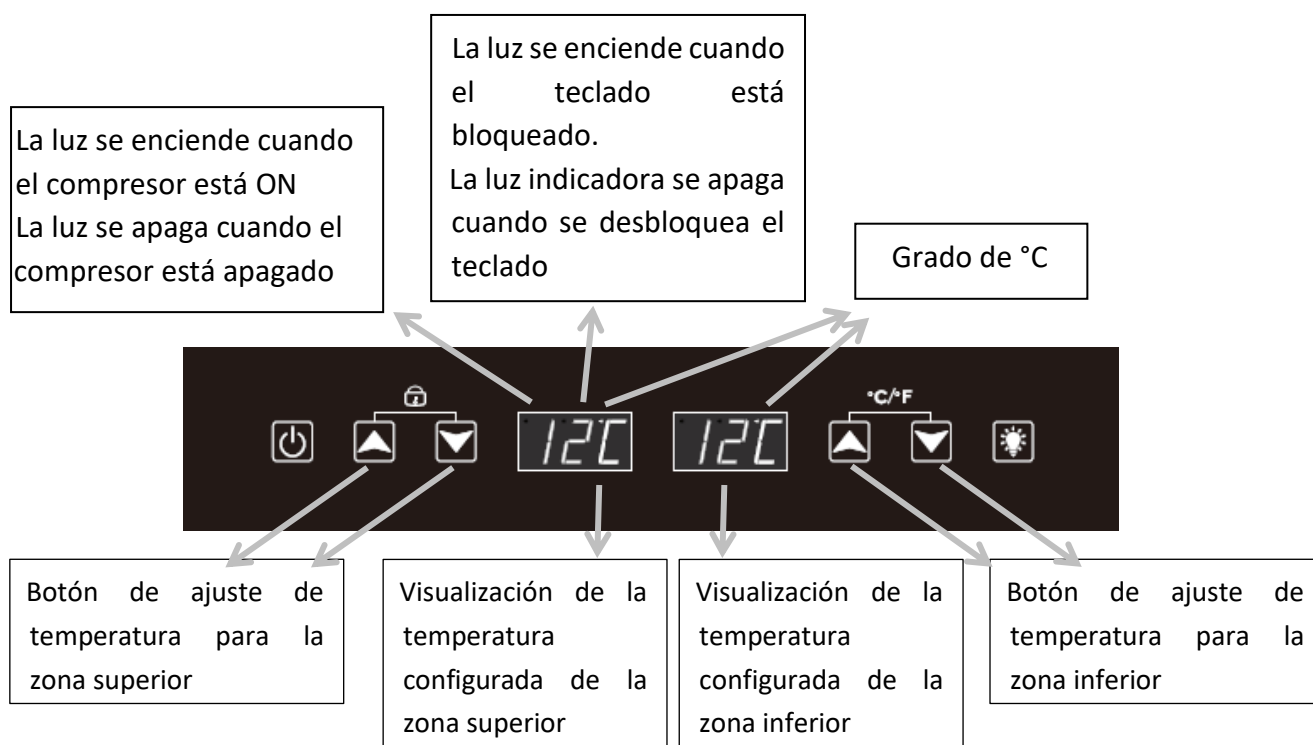 La luz se enciende cuando
el teclado está
bloqueado.
La luz indicadora se apaga
cuando se desbloquea el
teclado
La luz se enciende cuando
el compresor está ON
La luz se apaga cuando el
compresor está apagado
Grado de °C
°C/°F
12°C
12°C
Botón de ajuste de
temperatura para la
zona superior
Visualización de la
temperatura
configurada de la
zona superior
Visualización de la
temperatura
configurada de la
zona inferior
Botón de ajuste de
temperatura para la
zona inferior